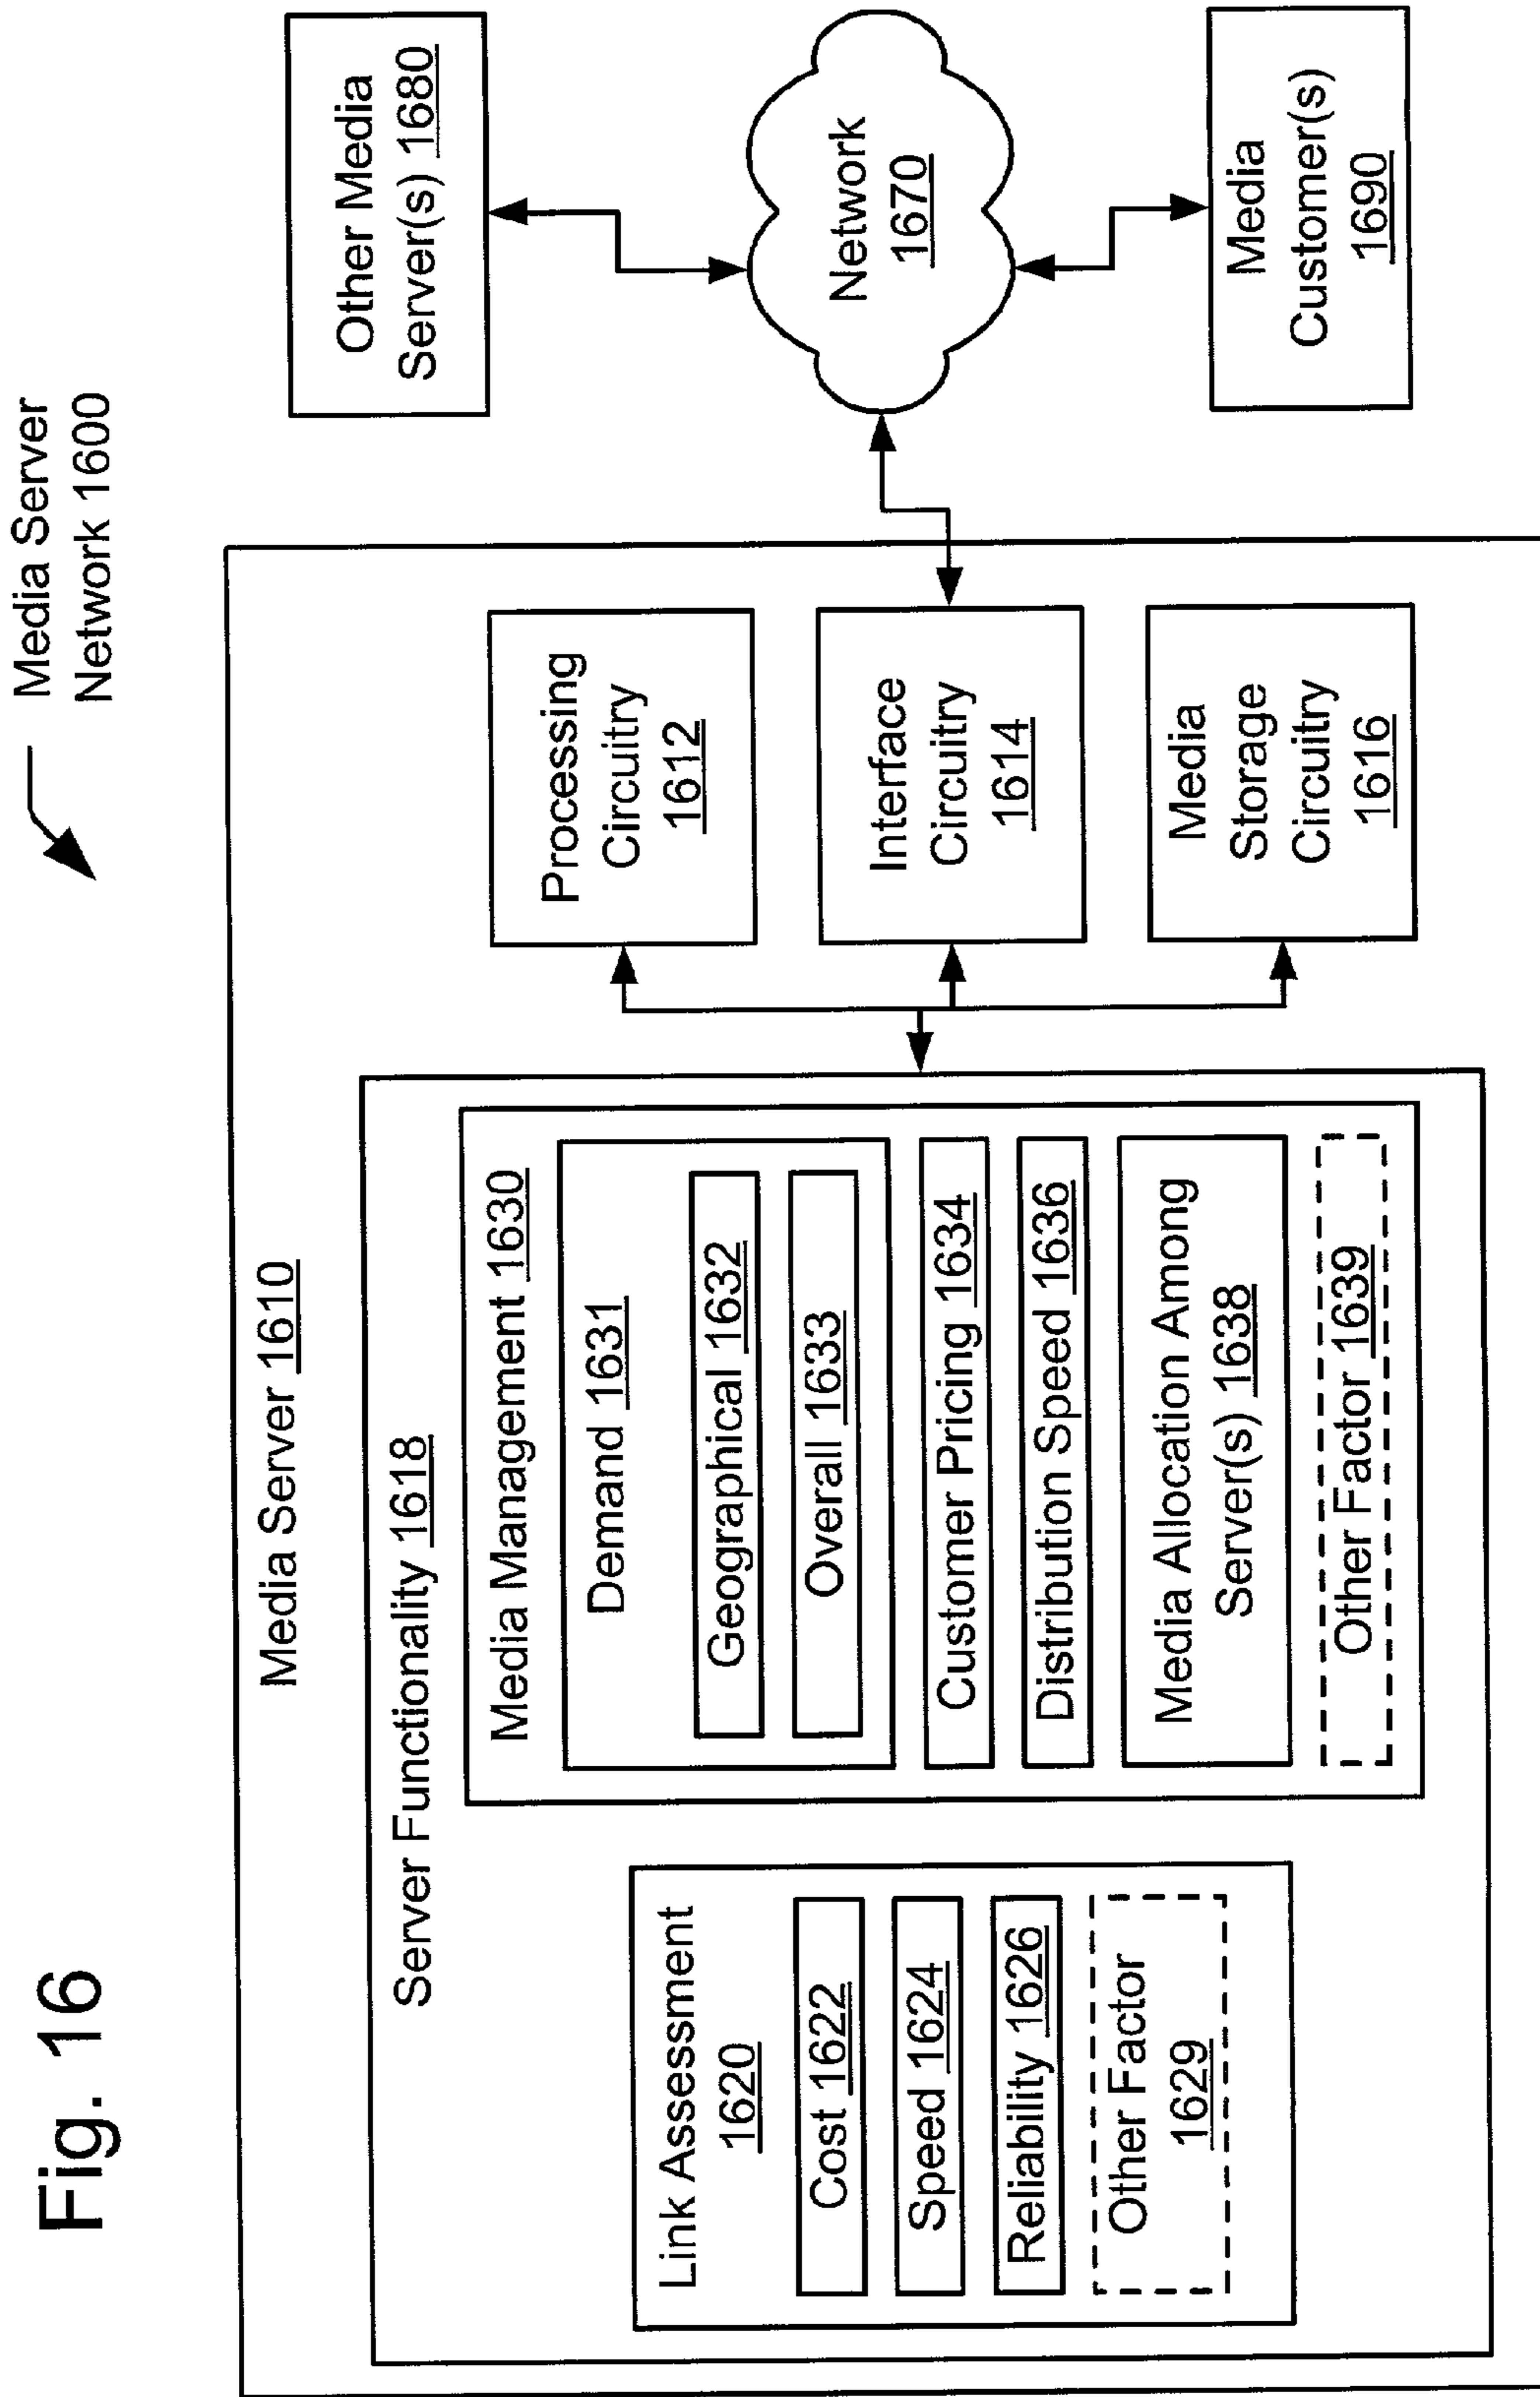 Fig. 16
Media Server
Network 1600
Media Server 1610
Server Functionality 1618
Link Assessment
1620
Cost 1622
Speed 1624
Reliability 1626
Other Factor
1629
Media Management 1630
Demand 1631
Geographical 1632
Overall 1633
Customer Pricing 1634
Distribution Speed 1636
Media Allocation Among
Server(s) 1638
Other Factor 1639
Processing
Circuitry
1612
Interface
Circuitry
1614
Media
Storage
Circuitry
1616
Other Media
Server(s) 1680
Network
1670
Media
Customer(s)
1690